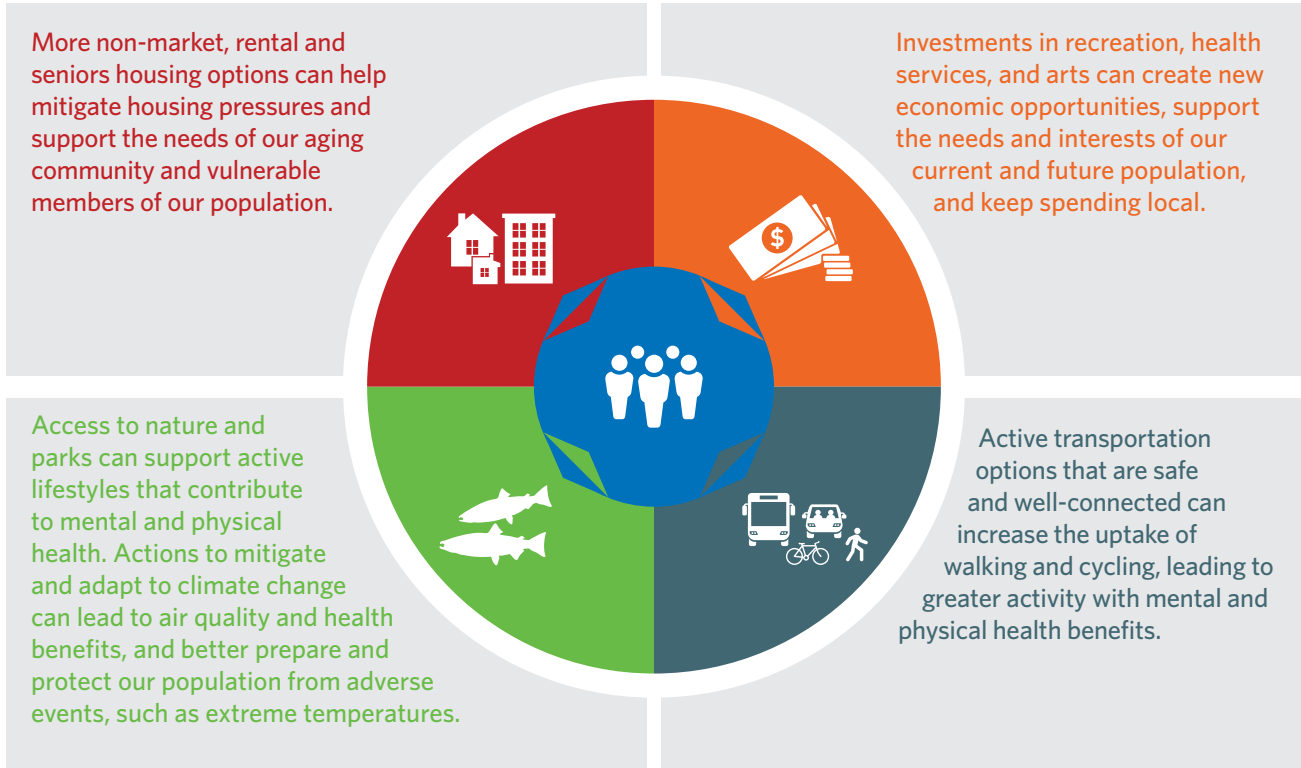 More non-market, rental and
seniors housing options can help
mitigate housing pressures and
support the needs of our aging
community and vulnerable
members of our population.
Investments in recreation, health
services, and arts can create new
economic opportunities, support
the needs and interests of our
current and future population,
and keep spending local.
$
Access to nature and
parks can support active
lifestyles that contribute
to mental and physical
health. Actions to mitigate
and adapt to climate change
can lead to air quality and health
benefits, and better prepare and
protect our population from adverse
events, such as extreme temperatures.
Active transportation
options that are safe
and well-connected can
increase the uptake of
walking and cycling, leading to
greater activity with mental and
physical health benefits.